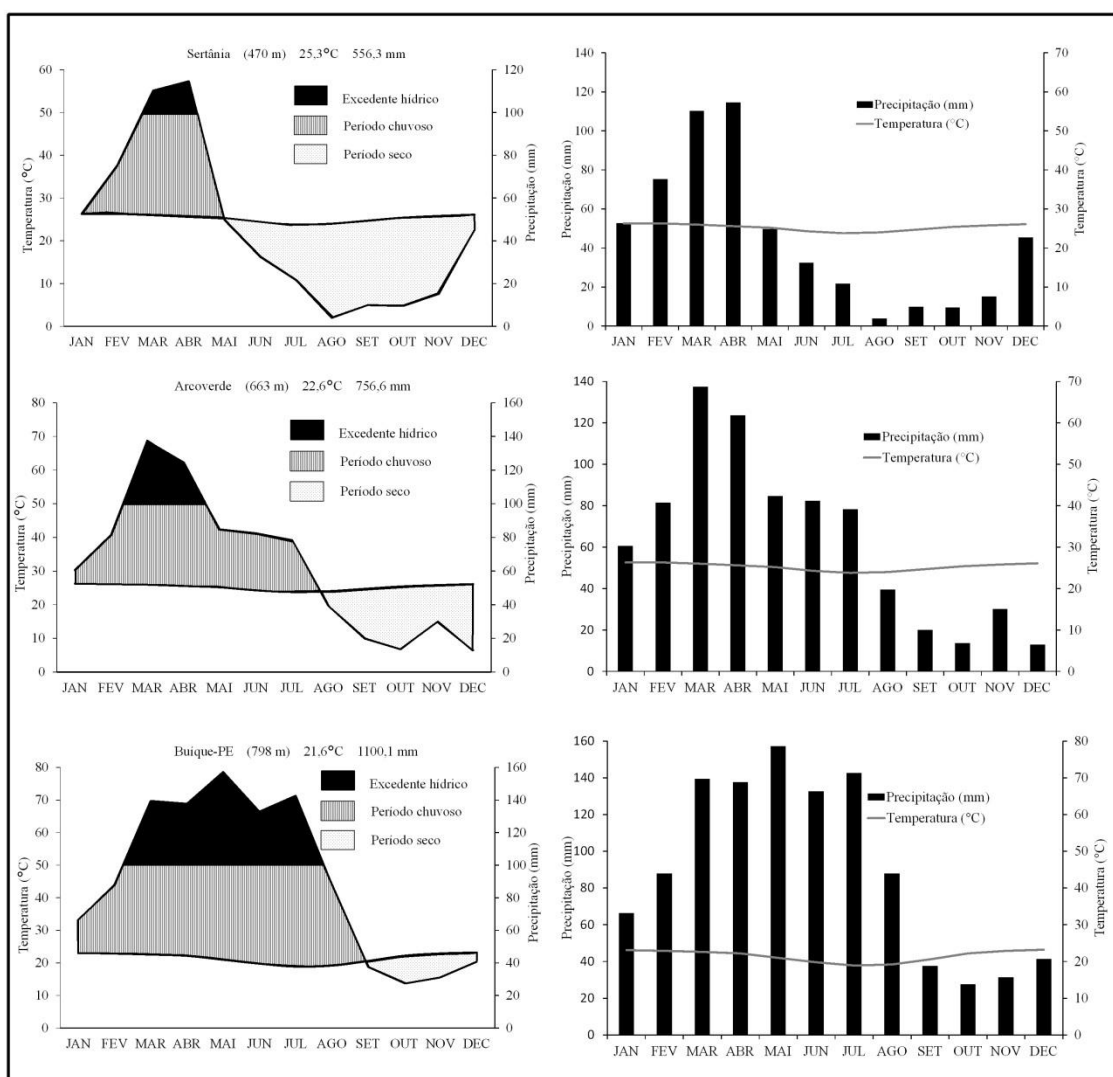 Sertânia (470 m) 25,3°C 556,3 mm
60
50
40
30
20
10
0
Temperatura (°C)
120
100
80
60
40
20
0
Precipitação (mm)
Excedente hídrico
Período chuvoso
Período seco
JAN FEV MAR ABR MAI JUN JUL AGO SET OUT NOV DEC
140
120
100
80
60
40
20
0
Precipitação (mm)
70
60
50
40
30
20
10
0
Temperatura (°C)
Precipitação (mm)
Temperatura (°C)
JAN FEV MAR ABR MAI JUN JUL AGO SET OUT NOV DEC
Arcoverde (663 m) 22,6°C 756,6 mm
80
70
60
50
40
30
20
10
0
Temperatura (°C)
160
140
120
100
80
60
40
20
0
Precipitação (mm)
Excedente hídrico
Período chuvoso
Período seco
JAN FEV MAR ABR MAI JUN JUL AGO SET OUT NOV DEC
140
120
100
80
60
40
20
0
Precipitação (mm)
70
60
50
40
30
20
10
0
Temperatura (°C)
Precipitação (mm)
Temperatura (°C)
JAN FEV MAR ABR MAI JUN JUL AGO SET OUT NOV DEC
Buique-PE (798 m) 21,6°C 1100,1 mm
80
70
60
50
40
30
20
10
0
Temperatura (°C)
160
140
120
100
80
60
40
20
0
Precipitação (mm)
Excedente hídrico
Período chuvoso
Período seco
JAN FEV MAR ABR MAI JUN JUL AGO SET OUT NOV DEC
160
140
120
100
80
60
40
20
0
Precipitação (mm)
80
70
60
50
40
30
20
10
0
Temperatura (°C)
Precipitação (mm)
Temperatura (°C)
JAN FEV MAR ABR MAI JUN JUL AGO SET OUT NOV DEC